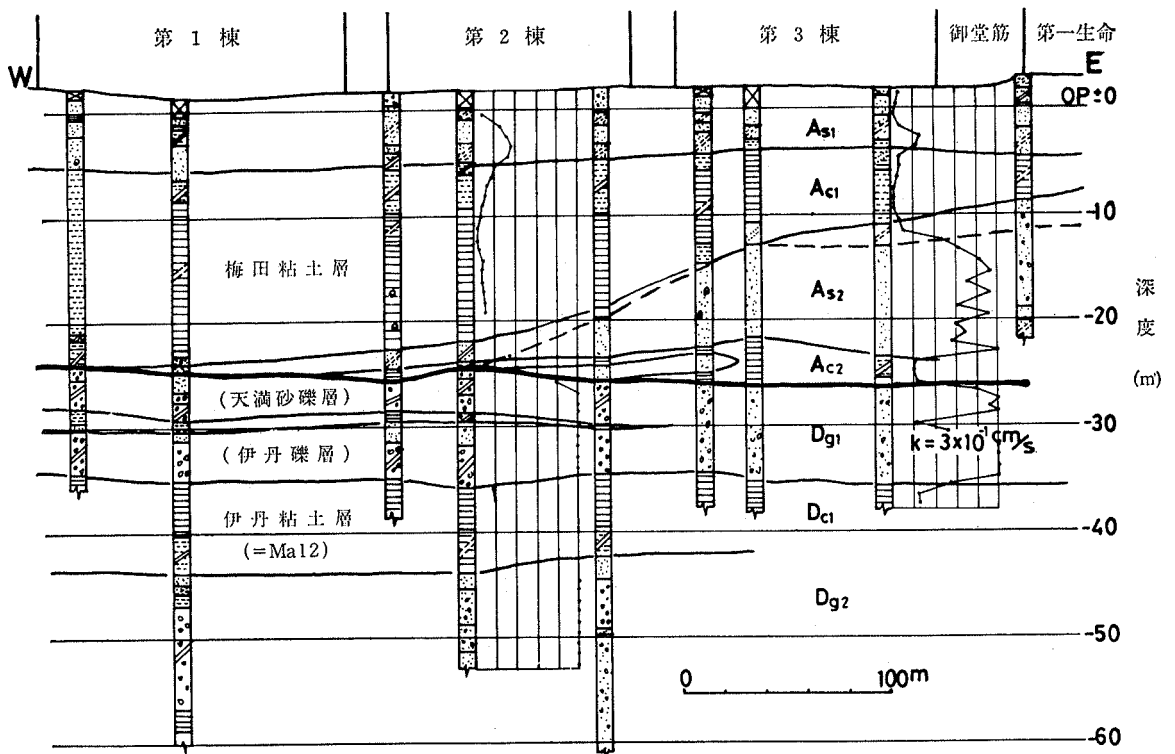 第1棟
第2棟
第3棟
御堂筋
第一生命
W
E
OP±0
As1
Ac1
-10
梅田粘土層
As2
-20
深度
(m)
Ac2
(天満砂礫層)
-30
Dg1
k=3×10⁻¹cm/s
(伊丹礫層)
伊丹粘土層
(=Ma12)
Dc1
-40
Dg2
-50
0
100m
-60